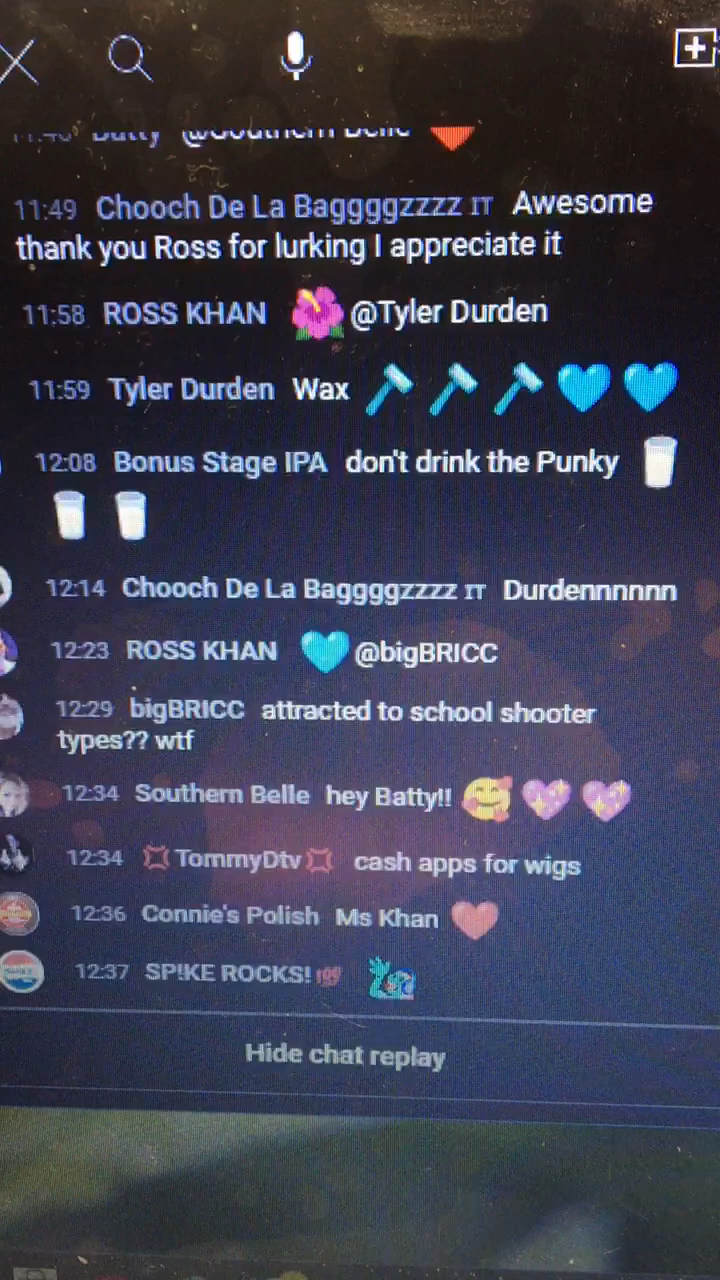 11:49 Chooch De La Baggggzzzz IT Awesome
thank you Ross for lurking I appreciate it
11:58 ROSS KHAN 🌺@Tyler Durden
11:59 Tyler Durden Wax 🪒🪒🪒🩵🩵
12:08 Bonus Stage IPA don't drink the Punky 🥛
🥛🥛
12:14 Chooch De La Baggggzzzz IT Durdennnnnn
12:23 ROSS KHAN 🩵@bigBRICC
12:29 bigBRICC attracted to school shooter
types?? wtf
12:34 Southern Belle hey Batty!! 🥰💖💖
12:34 💢TommyDtv💢 cash apps for wigs
12:36 Connie's Polish Ms Khan ❤️
12:37 SP!KE ROCKS!💯
Hide chat replay